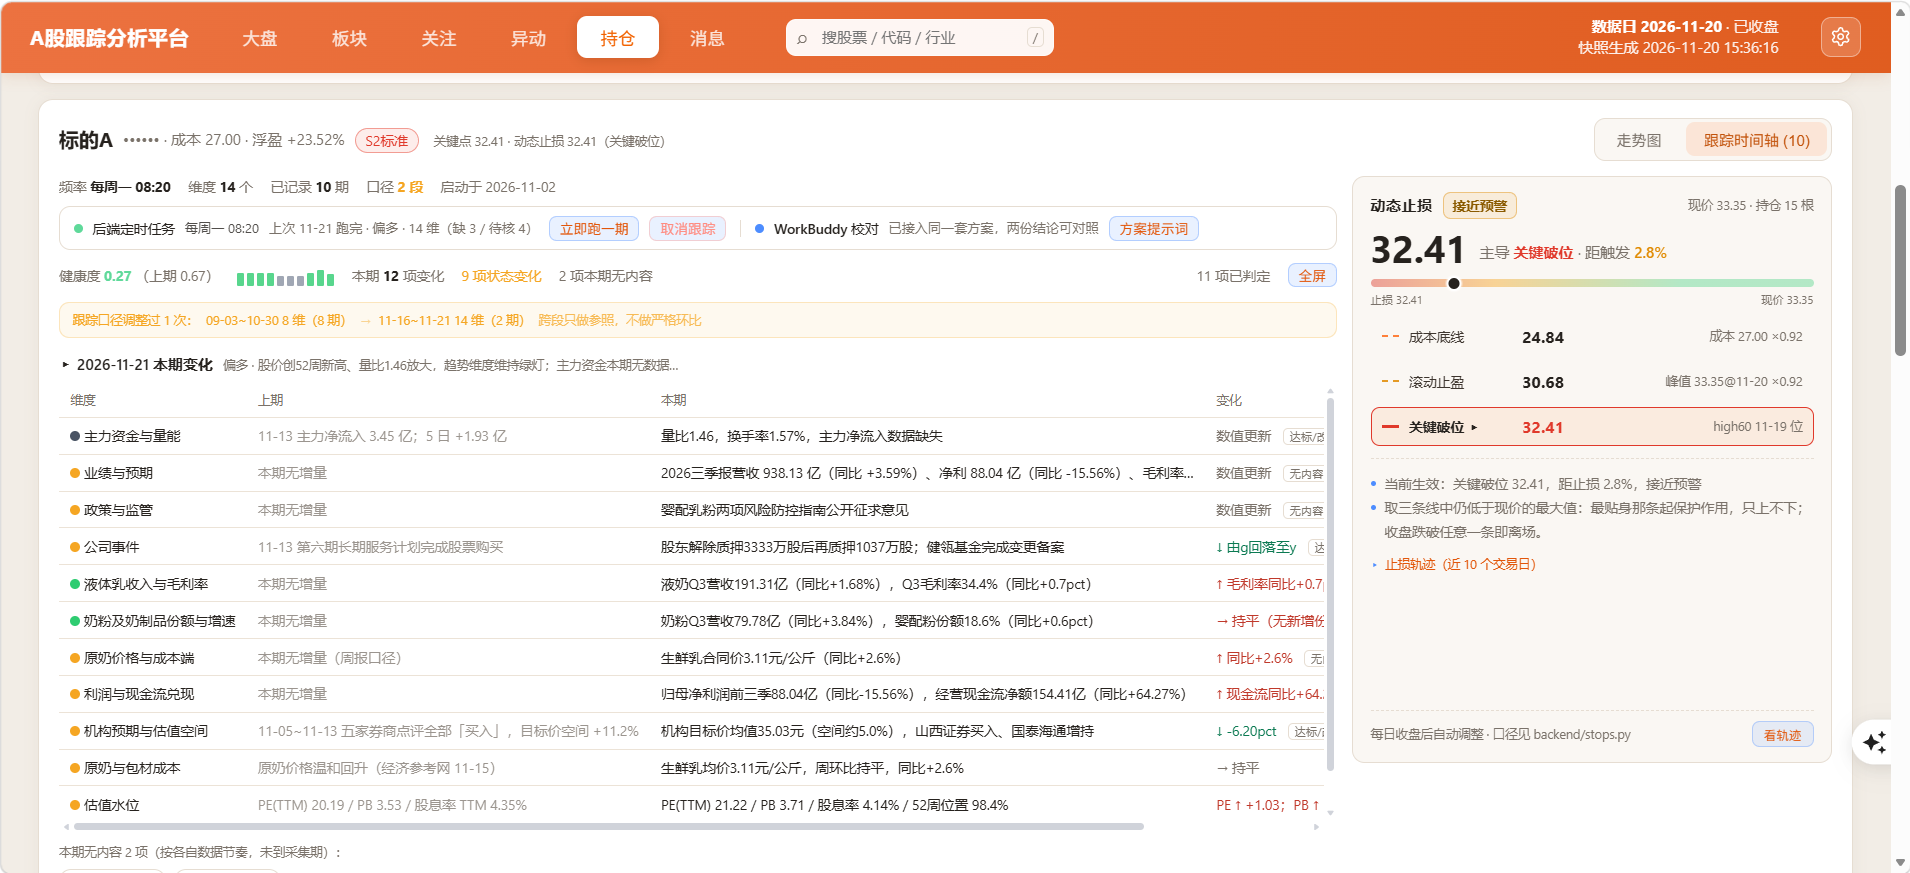 A股跟踪分析平台 大盘 板块 关注 异动 持仓 消息 搜股票 / 代码 / 行业 / 数据日 2026-11-20 · 已收盘
快照生成 2026-11-20 15:36:16
标的A •••••• · 成本 27.00 · 浮盈 +23.52% S2标准 关键点 32.41 · 动态止损 32.41（关键破位） 走势图 跟踪时间轴 (10)
频率 每周一 08:20 维度 14 个 已记录 10 期 口径 2 段 启动于 2026-11-02
后端定时任务 每周一 08:20 上次 11-21 跑完 · 偏多 · 14 维（缺 3 / 待核 4） 立即跑一期 取消跟踪 WorkBuddy 校对 已接入同一套方案，两份结论可对照 方案提示词
健康度 0.27 （上期 0.67） 本期 12 项变化 9 项状态变化 2 项本期无内容 11 项已判定 全屏
跟踪口径调整过 1 次： 09-03~10-30 8 维（8 期） → 11-16~11-21 14 维（2 期） 跨段只做参照，不做严格环比
▸ 2026-11-21 本期变化 偏多 · 股价创52周新高、量比1.46放大，趋势维度维持绿灯；主力资金本期无数据...
维度 上期 本期 变化
主力资金与量能 11-13 主力净流入 3.45 亿；5 日 +1.93 亿 量比1.46，换手率1.57%，主力净流入数据缺失 数值更新 达标/
业绩与预期 本期无增量 2026三季报营收 938.13 亿（同比 +3.59%）、净利 88.04 亿（同比 -15.56%）、毛利率... 数值更新 无内容
政策与监管 本期无增量 婴配乳粉两项风险防控指南公开征求意见 数值更新 无内容
公司事件 11-13 第六期长期服务计划完成股票购买 股东解除质押3333万股后再质押1037万股；健瓴基金完成变更备案 ↓ 由g回落至y 达
液体乳收入与毛利率 本期无增量 液奶Q3营收191.31亿（同比+1.68%），Q3毛利率34.4%（同比+0.7pct） ↑ 毛利率同比+0.7
奶粉及奶制品份额与增速 本期无增量 奶粉Q3营收79.78亿（同比+3.84%），婴配粉份额18.6%（同比+0.6pct） → 持平（无新增份
原奶价格与成本端 本期无增量（周报口径） 生鲜乳合同价3.11元/公斤（同比+2.6%） ↑ 同比+2.6% 无
利润与现金流兑现 本期无增量 归母净利润前三季88.04亿（同比-15.56%），经营现金流净额154.41亿（同比+64.27%） ↑ 现金流同比+64.
机构预期与估值空间 11-05~11-13 五家券商点评全部「买入」，目标价空间 +11.2% 机构目标价均值35.03元（空间约5.0%），山西证券买入、国泰海通增持 ↓ -6.20pct 达标/
原奶与包材成本 原奶价格温和回升（经济参考网 11-15） 生鲜乳均价3.11元/公斤，周环比持平，同比+2.6% → 持平
估值水位 PE(TTM) 20.19 / PB 3.53 / 股息率 TTM 4.35% PE(TTM) 21.22 / PB 3.71 / 股息率 4.14% / 52周位置 98.4% PE ↑ +1.03；PB ↑
本期无内容 2 项（按各自数据节奏，未到采集期）：
动态止损 接近预警 现价 33.35 · 持仓 15 根
32.41 主导 关键破位 · 距触发 2.8%
止损 32.41 现价 33.35
成本底线 24.84 成本 27.00 ×0.92
滚动止盈 30.68 峰值 33.35@11-20 ×0.92
关键破位 ▸ 32.41 high60 11-19 位
当前生效：关键破位 32.41，距止损 2.8%，接近预警
取三条线中仍低于现价的最大值：最贴身那条起保护作用，只上不下；
收盘跌破任意一条即离场。
▸ 止损轨迹（近 10 个交易日）
每日收盘后自动调整 · 口径见 backend/stops.py 看轨迹